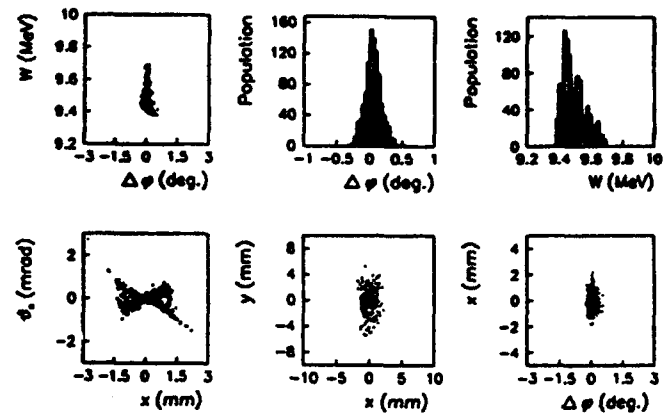 W (MeV)
10
9.8
9.6
9.4
9.2
−3 −1.5 0 1.5 3
Δ φ (deg.)
Population
160
120
80
40
0
−1 −0.5 0 0.5 1
Δ φ (deg.)
Population
120
80
40
0
9.2 9.4 9.6 9.8 10
W (MeV)
ϑₓ (mrad)
2
0
−2
−3 −1.5 0 1.5 3
x (mm)
y (mm)
8
4
0
−4
−8
−10 −5 0 5 10
x (mm)
x (mm)
4
2
0
−2
−4
−3 −1.5 0 1.5 3
Δ φ (deg.)